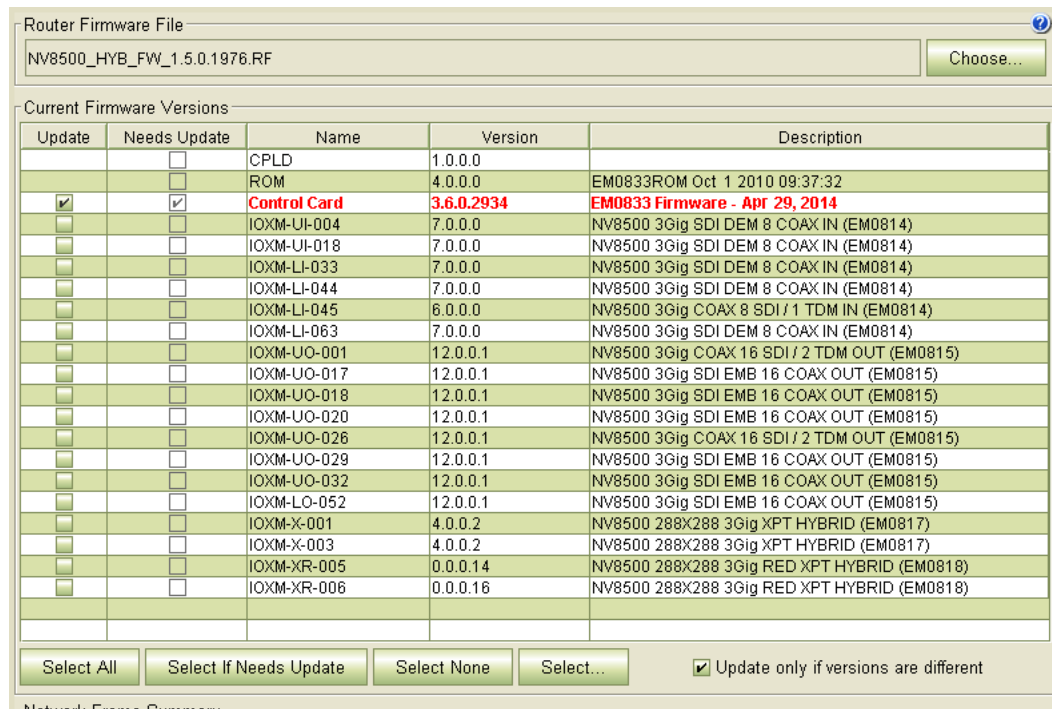 Router Firmware File
?
NV8500_HYB_FW_1.5.0.1976.RF Choose...
Current Firmware Versions
Update Needs Update Name Version Description
CPLD 1.0.0.0
ROM 4.0.0.0 EM0833ROM Oct 1 2010 09:37:32
Control Card 3.6.0.2934 EM0833 Firmware - Apr 29, 2014
IOXM-UI-004 7.0.0.0 NV8500 3Gig SDI DEM 8 COAX IN (EM0814)
IOXM-UI-018 7.0.0.0 NV8500 3Gig SDI DEM 8 COAX IN (EM0814)
IOXM-LI-033 7.0.0.0 NV8500 3Gig SDI DEM 8 COAX IN (EM0814)
IOXM-LI-044 7.0.0.0 NV8500 3Gig SDI DEM 8 COAX IN (EM0814)
IOXM-LI-045 6.0.0.0 NV8500 3Gig COAX 8 SDI / 1 TDM IN (EM0814)
IOXM-LI-063 7.0.0.0 NV8500 3Gig SDI DEM 8 COAX IN (EM0814)
IOXM-UO-001 12.0.0.1 NV8500 3Gig COAX 16 SDI / 2 TDM OUT (EM0815)
IOXM-UO-017 12.0.0.1 NV8500 3Gig SDI EMB 16 COAX OUT (EM0815)
IOXM-UO-018 12.0.0.1 NV8500 3Gig SDI EMB 16 COAX OUT (EM0815)
IOXM-UO-020 12.0.0.1 NV8500 3Gig SDI EMB 16 COAX OUT (EM0815)
IOXM-UO-026 12.0.0.1 NV8500 3Gig COAX 16 SDI / 2 TDM OUT (EM0815)
IOXM-UO-029 12.0.0.1 NV8500 3Gig SDI EMB 16 COAX OUT (EM0815)
IOXM-UO-032 12.0.0.1 NV8500 3Gig SDI EMB 16 COAX OUT (EM0815)
IOXM-LO-052 12.0.0.1 NV8500 3Gig SDI EMB 16 COAX OUT (EM0815)
IOXM-X-001 4.0.0.2 NV8500 288X288 3Gig XPT HYBRID (EM0817)
IOXM-X-003 4.0.0.2 NV8500 288X288 3Gig XPT HYBRID (EM0817)
IOXM-XR-005 0.0.0.14 NV8500 288X288 3Gig RED XPT HYBRID (EM0818)
IOXM-XR-006 0.0.0.16 NV8500 288X288 3Gig RED XPT HYBRID (EM0818)
Select All Select If Needs Update Select None Select... Update only if versions are different
Network Frame Summary